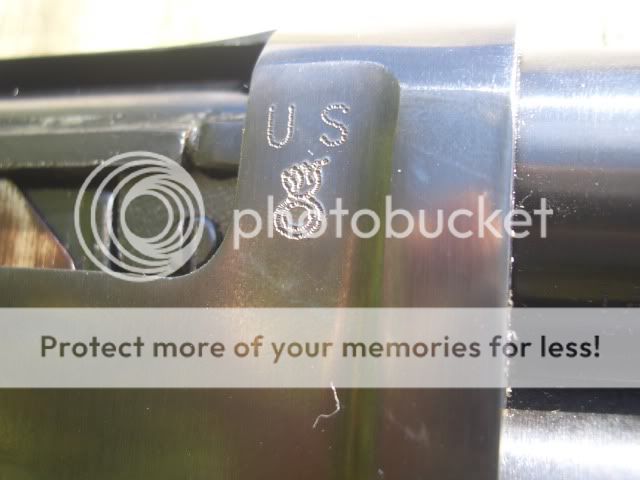 U S
photobucket
Protect more of your memories for less!